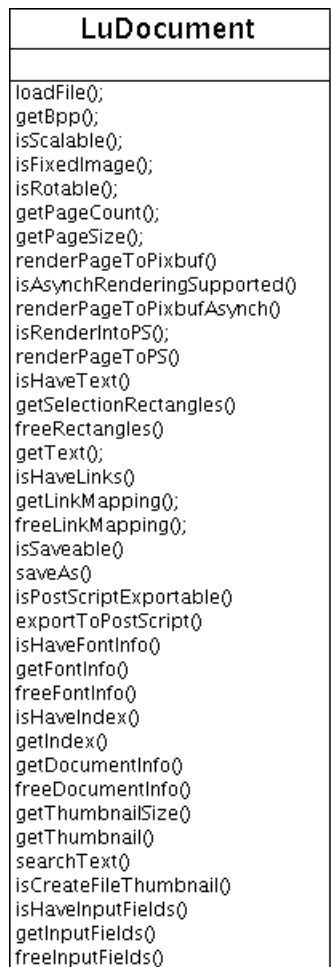 LuDocument
loadFile();
getBpp();
isScalable();
isFixedImage();
isRotable();
getPageCount();
getPageSize();
renderPageToPixbuf()
isAsynchRenderingSupported()
renderPageToPixbufAsynch()
isRenderIntoPS();
renderPageToPS()
isHaveText()
getSelectionRectangles()
freeRectangles()
getText();
isHaveLinks()
getLinkMapping();
freeLinkMapping();
isSaveable()
saveAs()
isPostScriptExportable()
exportToPostScript()
isHaveFontInfo()
getFontInfo()
freeFontInfo()
isHaveIndex()
getIndex()
getDocumentInfo()
freeDocumentInfo()
getThumbnailSize()
getThumbnail()
searchText()
isCreateFileThumbnail()
isHaveInputFields()
getInputFields()
freeInputFields()